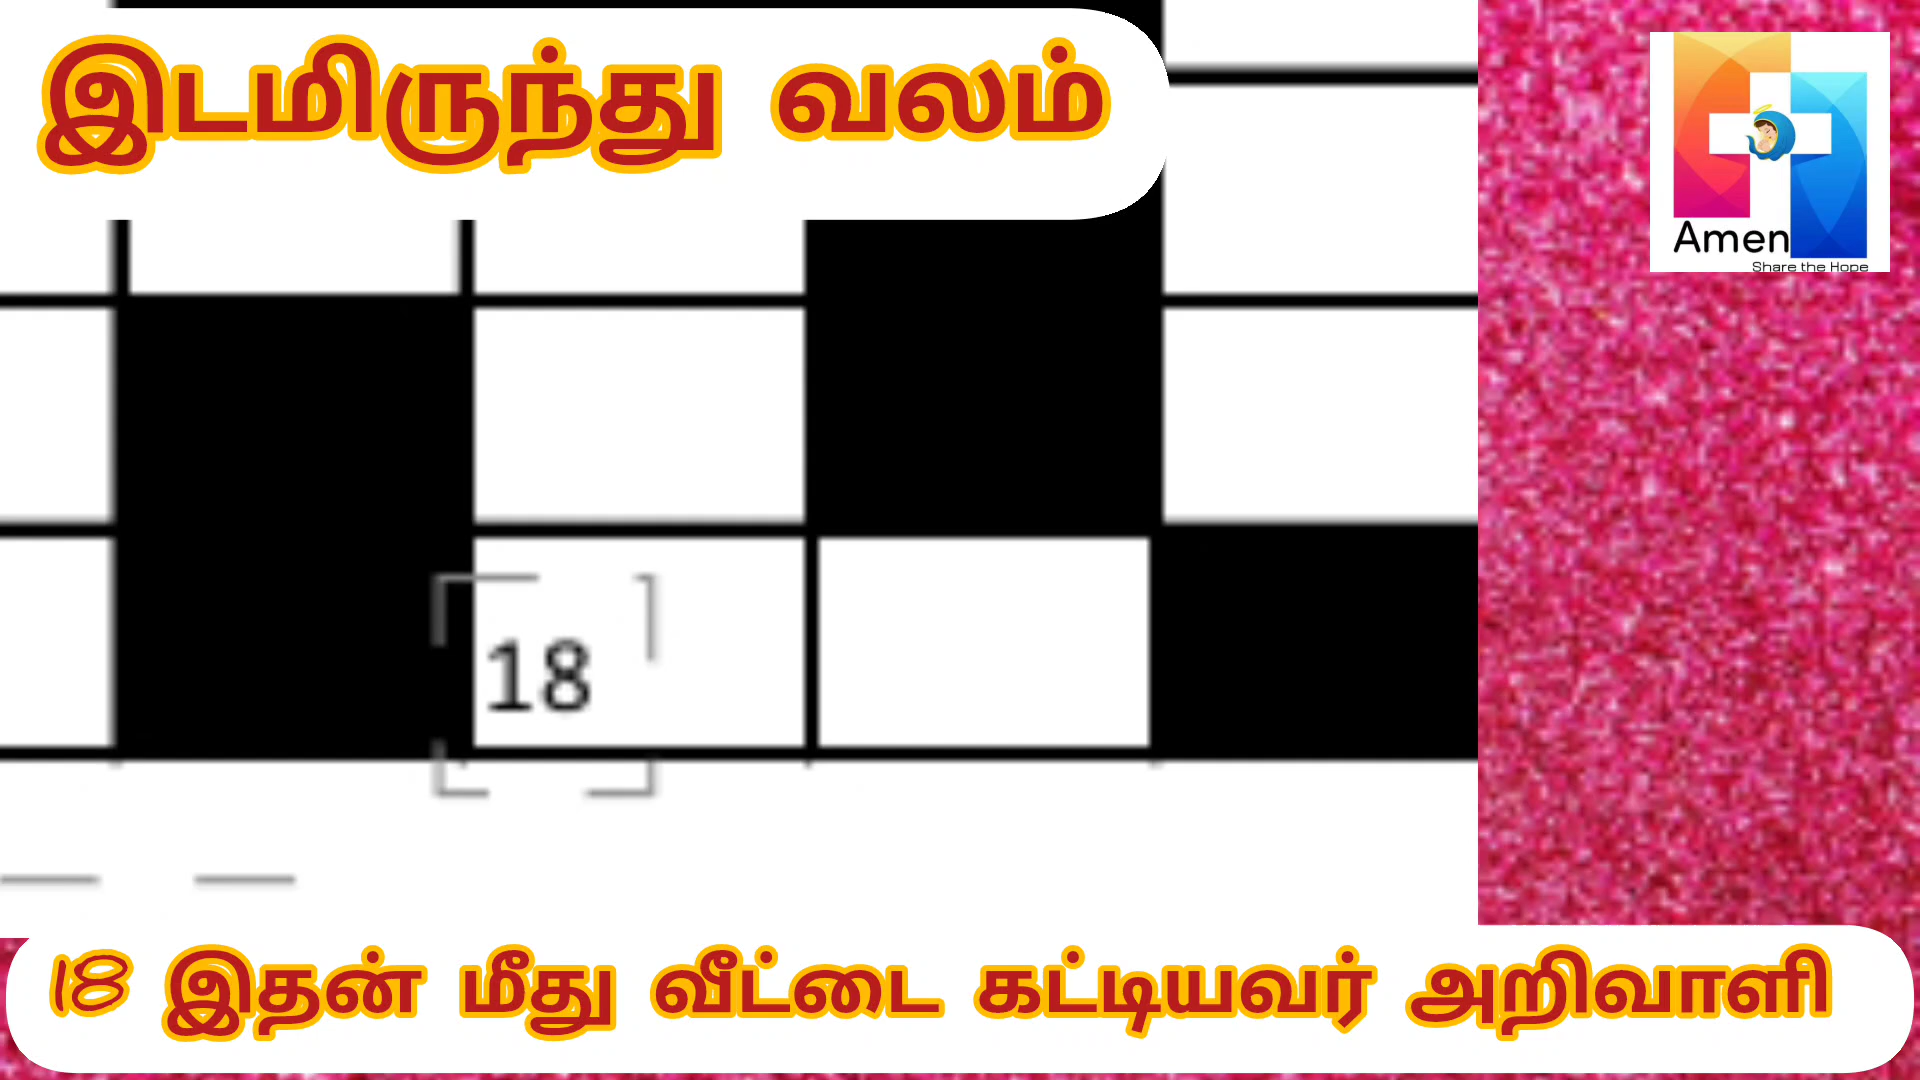 இடமிருந்து வலம்
Amen
Share the Hope
18
18 இதன் மீது வீட்டை கட்டியவர் அறிவாளி